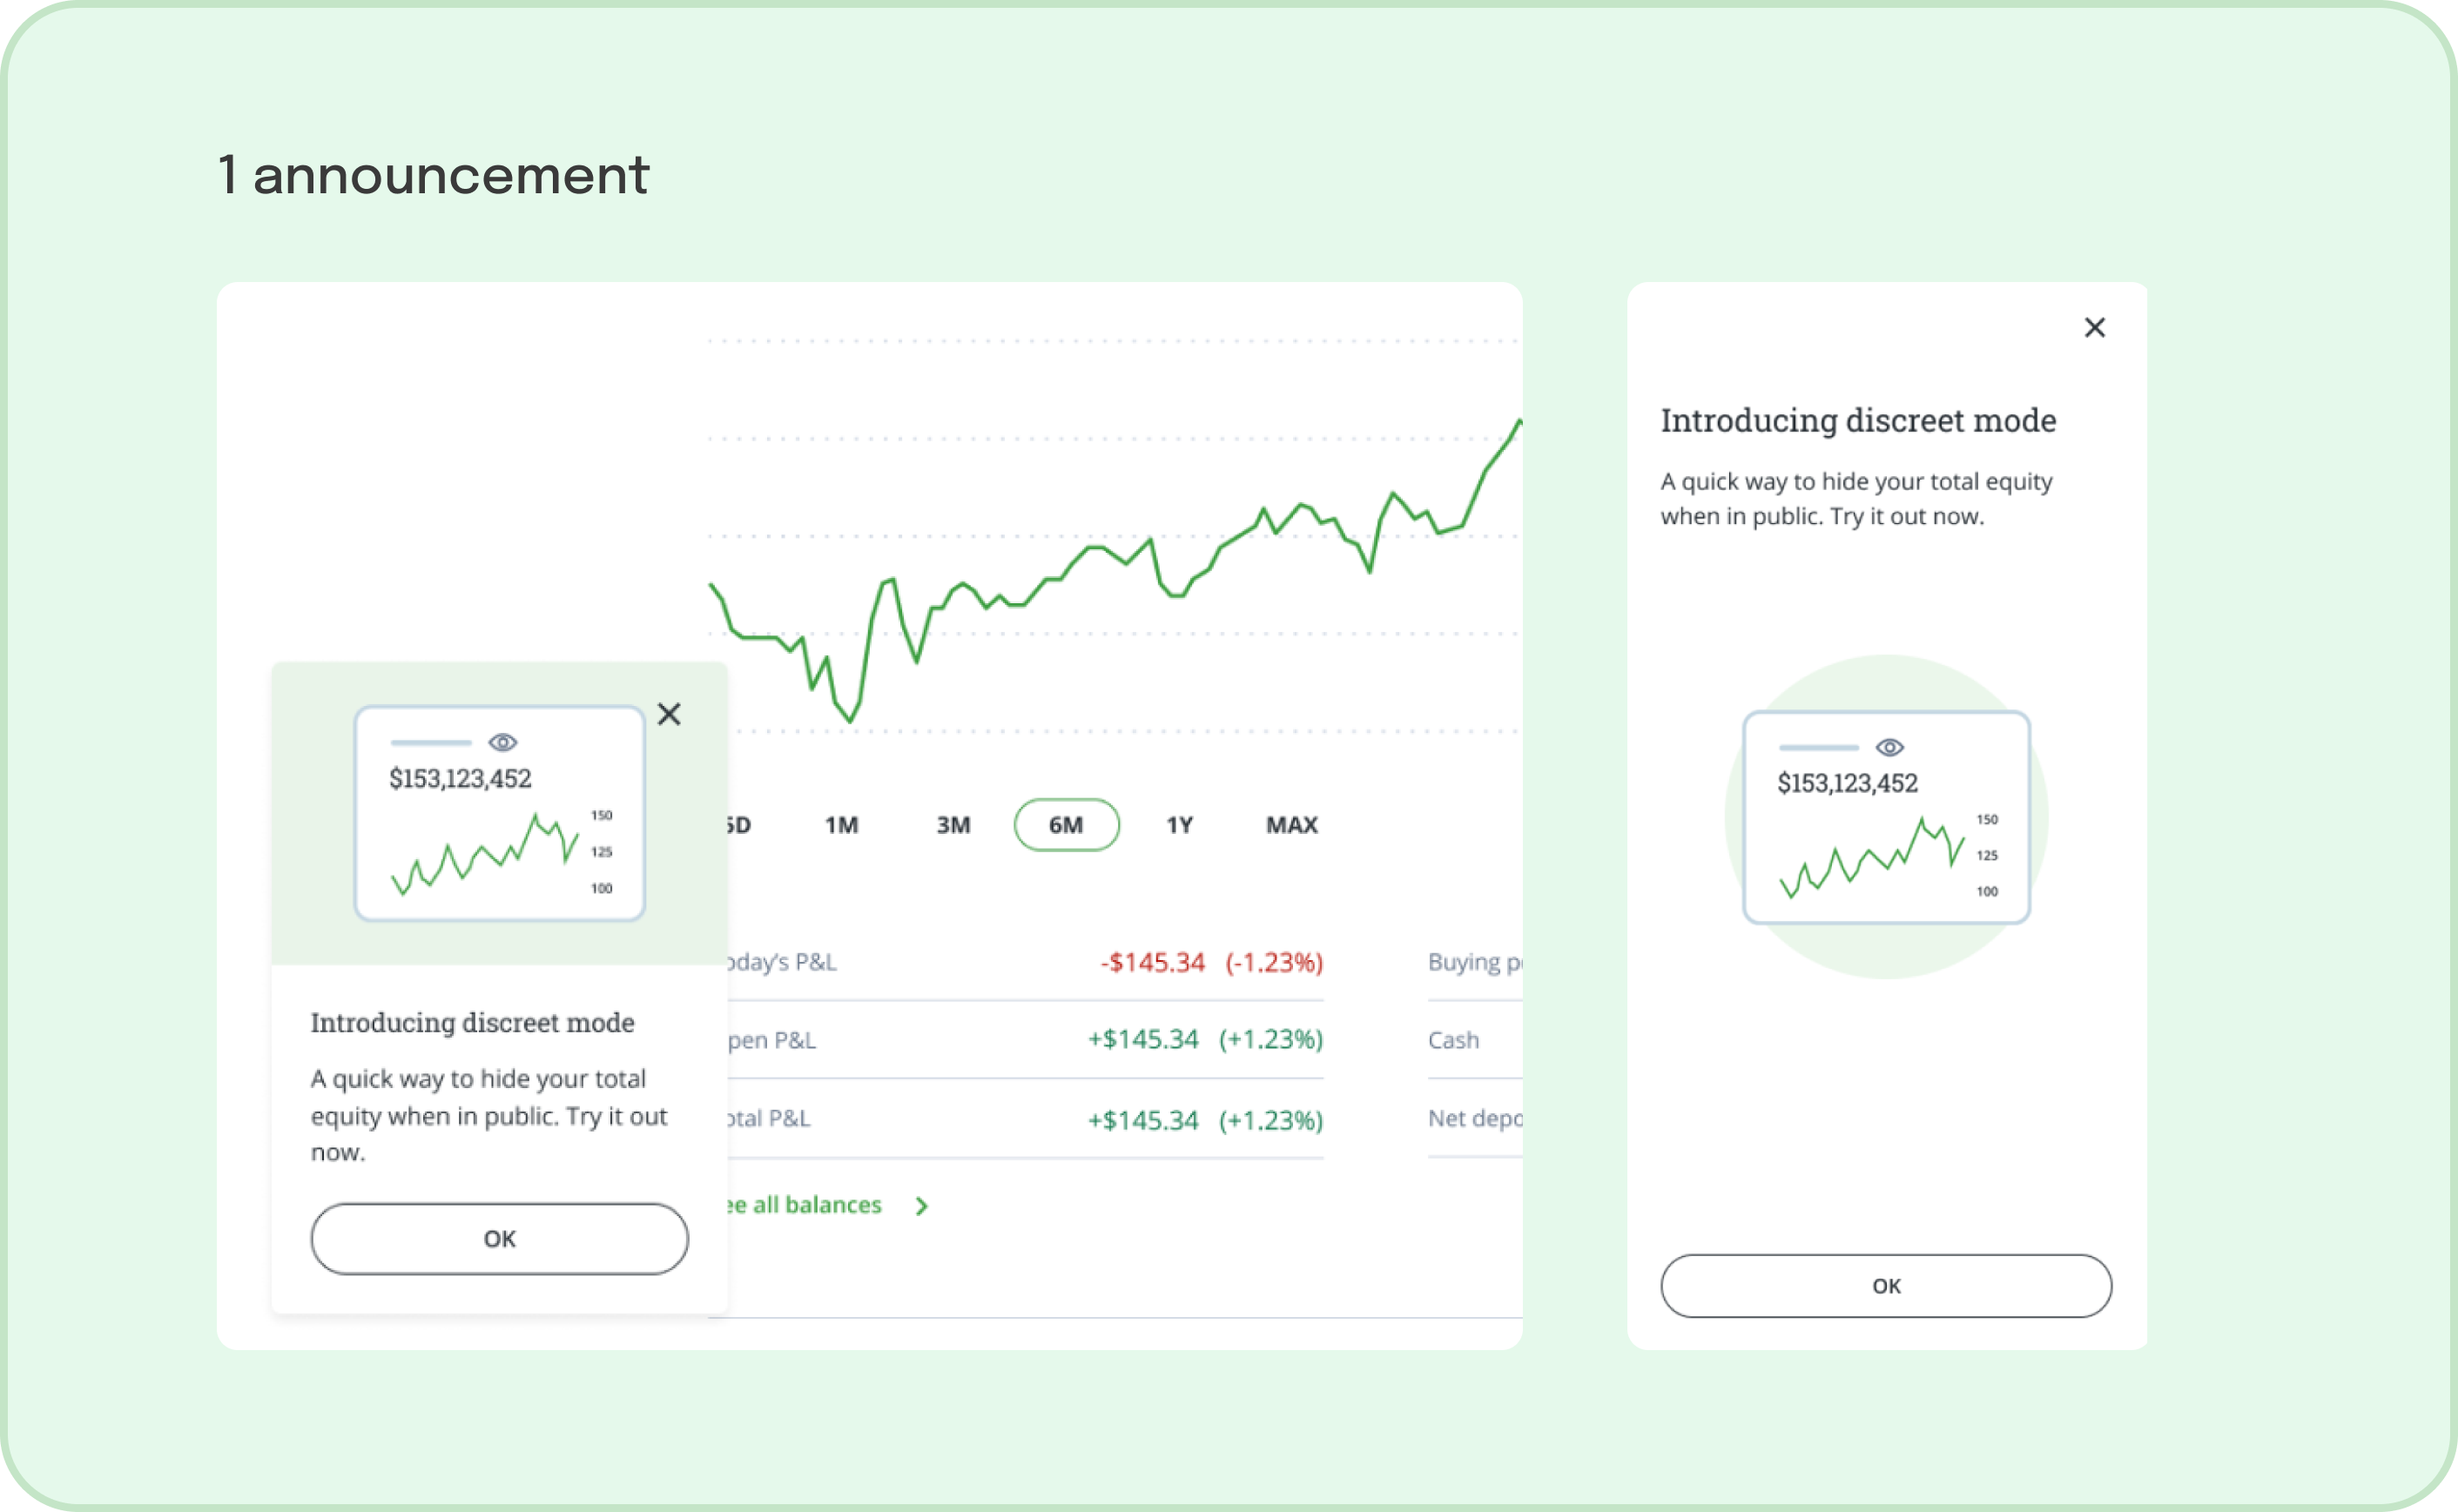 1 announcement
$153,123,452
150
125
100
Introducing discreet mode
A quick way to hide your total
equity when in public. Try it out
now.
OK
5D 1M 3M 6M 1Y MAX
oday's P&L -$145.34 (-1.23%)
pen P&L +$145.34 (+1.23%)
otal P&L +$145.34 (+1.23%)
ee all balances
Buying p
Cash
Net depo
Introducing discreet mode
A quick way to hide your total equity
when in public. Try it out now.
$153,123,452
150
125
100
OK